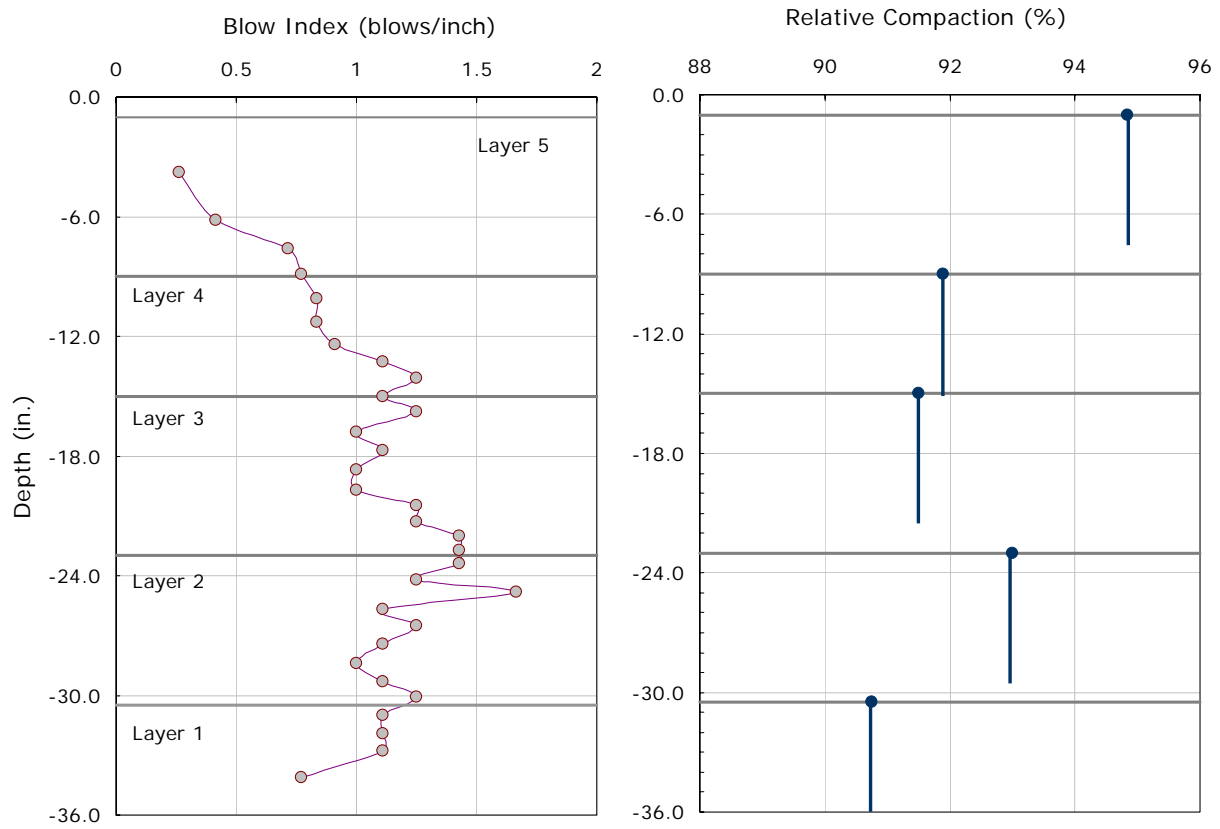 Blow Index (blows/inch)
0 0.5 1 1.5 2
0.0
-6.0
-12.0
-18.0
-24.0
-30.0
-36.0
Depth (in.)
Layer 5
Layer 4
Layer 3
Layer 2
Layer 1
Relative Compaction (%)
88 90 92 94 96
0.0
-6.0
-12.0
-18.0
-24.0
-30.0
-36.0